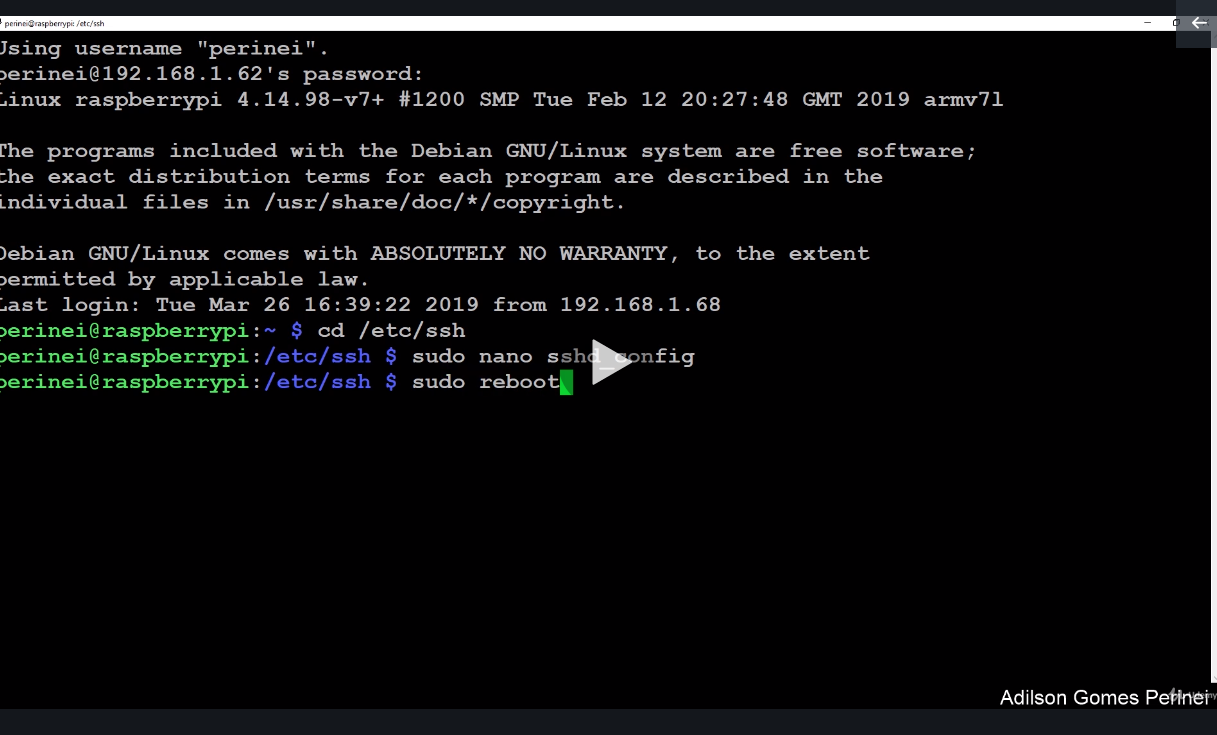 perinei@raspberrypi: /etc/ssh
Using username "perinei".
perinei@192.168.1.62's password:
Linux raspberrypi 4.14.98-v7+ #1200 SMP Tue Feb 12 20:27:48 GMT 2019 armv7l
The programs included with the Debian GNU/Linux system are free software;
the exact distribution terms for each program are described in the
individual files in /usr/share/doc/*/copyright.
Debian GNU/Linux comes with ABSOLUTELY NO WARRANTY, to the extent
permitted by applicable law.
Last login: Tue Mar 26 16:39:22 2019 from 192.168.1.68
perinei@raspberrypi:~ $ cd /etc/ssh
perinei@raspberrypi:/etc/ssh $ sudo nano sshd_config
perinei@raspberrypi:/etc/ssh $ sudo reboot
Adilson Gomes Perinei
Udemy